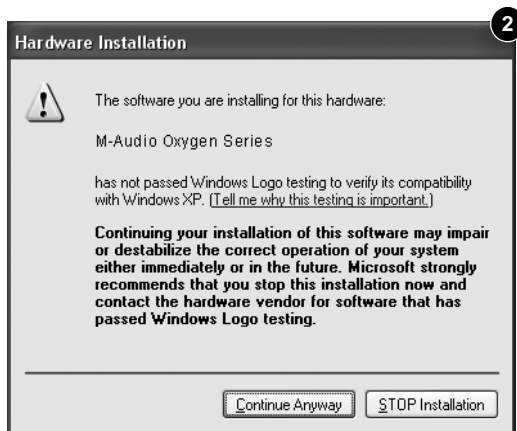 2
Hardware Installation
The software you are installing for this hardware:
M-Audio Oxygen Series
has not passed Windows Logo testing to verify its compatibility
with Windows XP. (Tell me why this testing is important.)
Continuing your installation of this software may impair
or destabilize the correct operation of your system
either immediately or in the future. Microsoft strongly
recommends that you stop this installation now and
contact the hardware vendor for software that has
passed Windows Logo testing.
Continue Anyway
STOP Installation